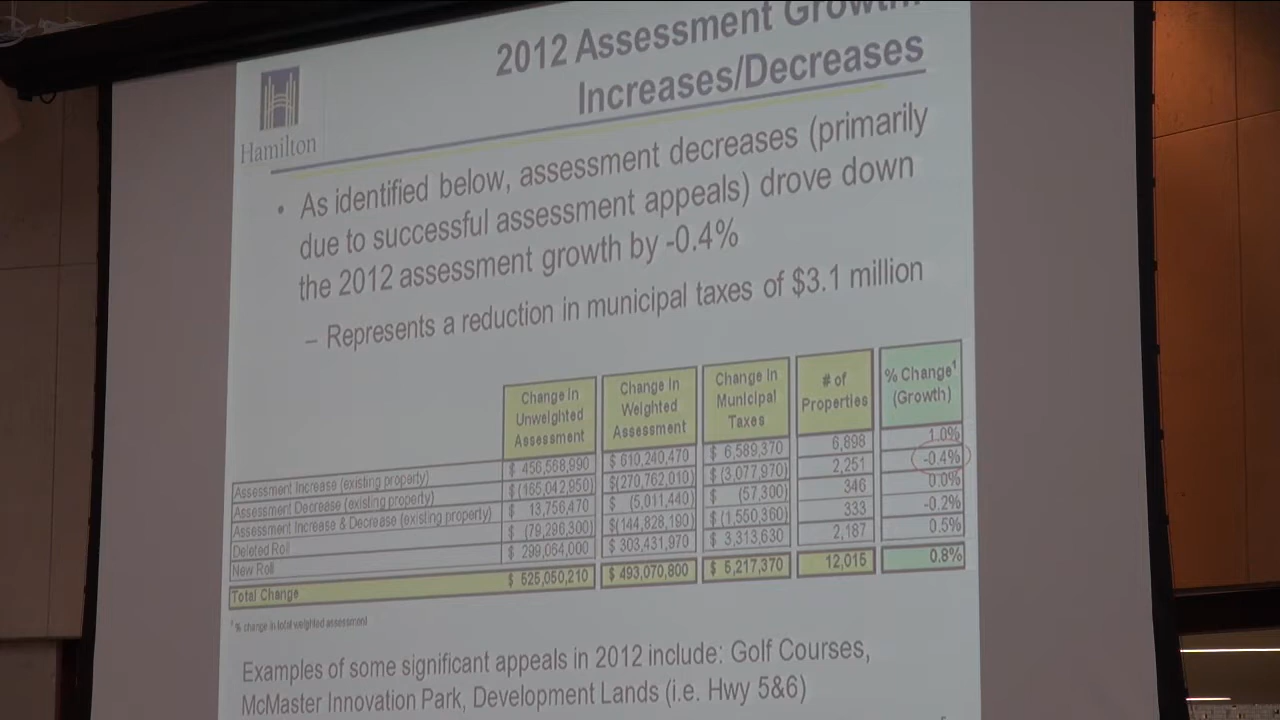 2012 Assessment Growth
Increases/Decreases
Hamilton
• As identified below, assessment decreases (primarily
due to successful assessment appeals) drove down
the 2012 assessment growth by -0.4%
– Represents a reduction in municipal taxes of $3.1 million
Change In Unweighted Assessment Change In Weighted Assessment Change In Municipal Taxes # of Properties % Change¹ (Growth)
Assessment Increase (existing property) $ 456,568,990 $ 610,240,470 $ 6,589,370 6,898 1.0%
Assessment Decrease (existing property) $(165,042,950) $(270,762,010) $ (3,077,970) 2,251 -0.4%
Assessment Increase & Decrease (existing property) $ 13,756,470 $ (5,011,440) $ (57,300) 346 0.0%
Deleted Roll $ (79,296,300) $(144,828,190) $ (1,550,360) 333 -0.2%
New Roll $ 299,064,000 $ 303,431,970 $ 3,313,630 2,187 0.5%
Total Change $ 525,050,210 $ 493,070,800 $ 5,217,370 12,015 0.8%
¹ % change in total weighted assessment
Examples of some significant appeals in 2012 include: Golf Courses,
McMaster Innovation Park, Development Lands (i.e. Hwy 5&6)